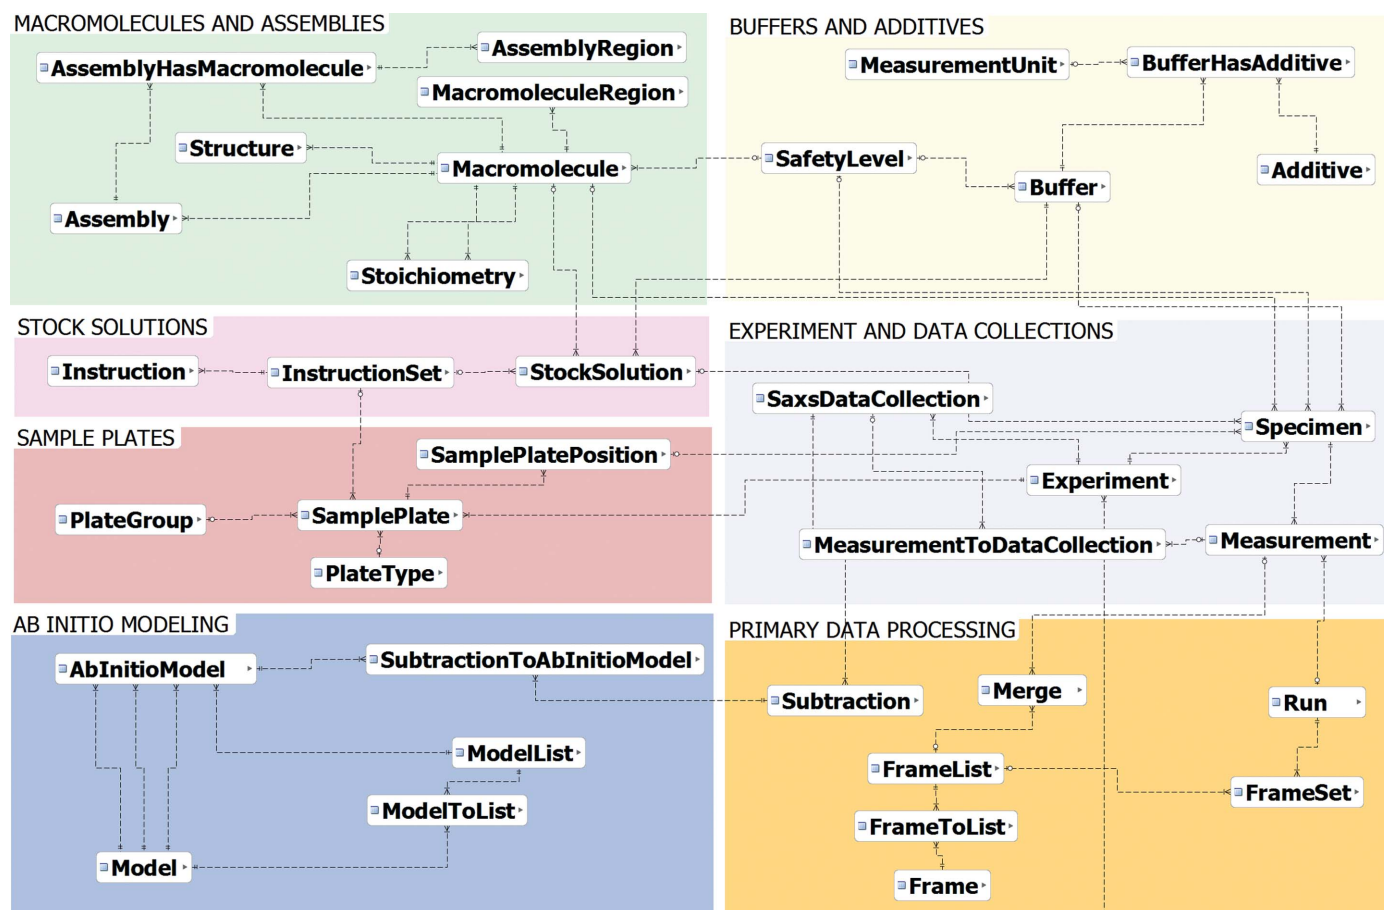 MACROMOLECULES AND ASSEMBLIES
AssemblyHasMacromolecule
AssemblyRegion
MacromoleculeRegion
Structure
Macromolecule
Assembly
Stoichiometry
BUFFERS AND ADDITIVES
MeasurementUnit
BufferHasAdditive
SafetyLevel
Buffer
Additive
STOCK SOLUTIONS
Instruction
InstructionSet
StockSolution
EXPERIMENT AND DATA COLLECTIONS
SaxsDataCollection
Specimen
Experiment
MeasurementToDataCollection
Measurement
SAMPLE PLATES
SamplePlatePosition
PlateGroup
SamplePlate
PlateType
AB INITIO MODELING
AbInitioModel
SubtractionToAbInitioModel
ModelList
ModelToList
Model
PRIMARY DATA PROCESSING
Subtraction
Merge
Run
FrameList
FrameSet
FrameToList
Frame